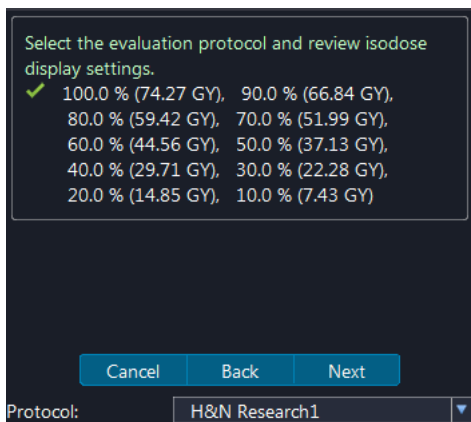 Select the evaluation protocol and review isodose
display settings.
100.0 % (74.27 GY), 90.0 % (66.84 GY),
80.0 % (59.42 GY), 70.0 % (51.99 GY)
60.0 % (44.56 GY), 50.0 % (37.13 GY),
40.0 % (29.71 GY), 30.0 % (22.28 GY),
20.0 % (14.85 GY), 10.0 % (7.43 GY)
Cancel Back Next
Protocol: H&N Research1